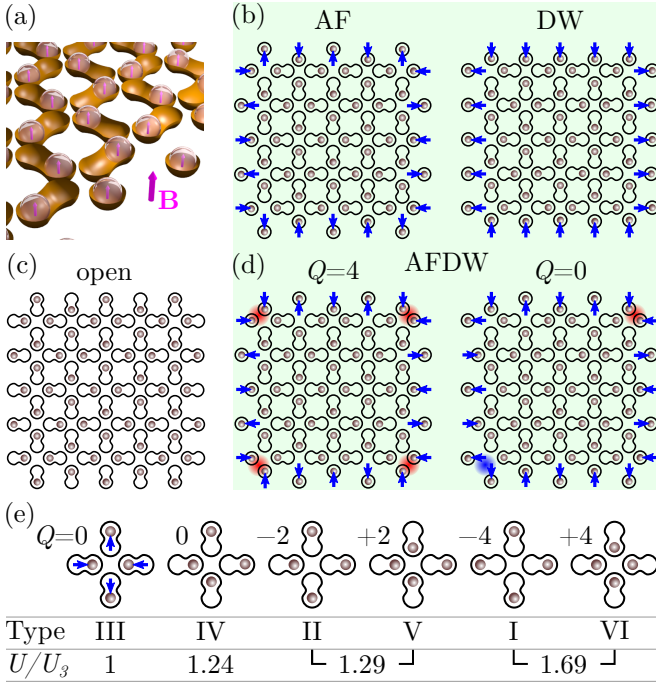 (a)
B
(b)
AF
DW
(c)
open
(d)
AFDW
Q=4
Q=0
(e)
Q=0 0 −2 +2 −4 +4
Type III IV II V I VI
U/U₃ 1 1.24 1.29 1.69